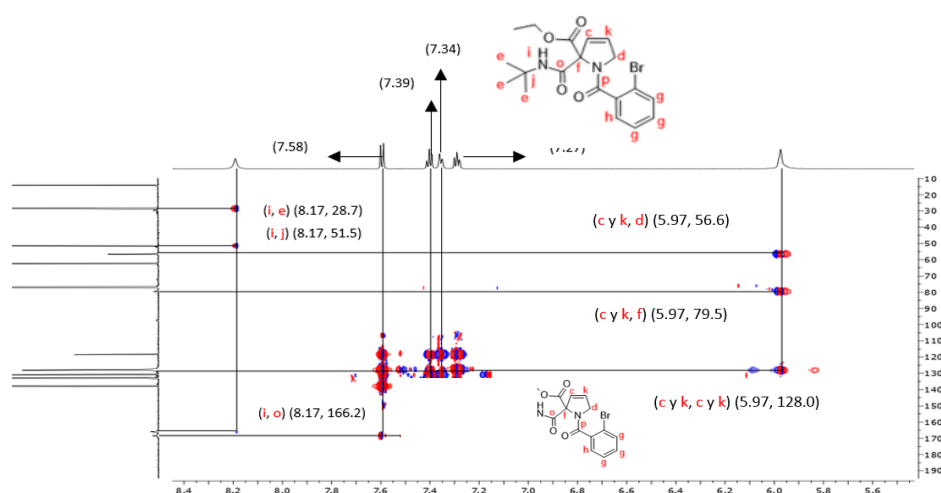 (7.34)
(7.39)
(7.58)
(7.27)
O
O
c
k
i
H
N
d
f
e
j
o
N
Br
e
O
p
e
O
g
h
g
g
(i, e) (8.17, 28.7)
(i, j) (8.17, 51.5)
(c y k, d) (5.97, 56.6)
(c y k, f) (5.97, 79.5)
(i, o) (8.17, 166.2)
(c y k, c y k) (5.97, 128.0)
O
O
c
k
H
N
d
f
o
N
Br
O
p
O
g
h
g
g
10
20
30
40
50
60
70
80
90
100
110
120
130
140
150
160
170
180
190
8.4 8.2 8.0 7.8 7.6 7.4 7.2 7.0 6.8 6.6 6.4 6.2 6.0 5.8 5.6